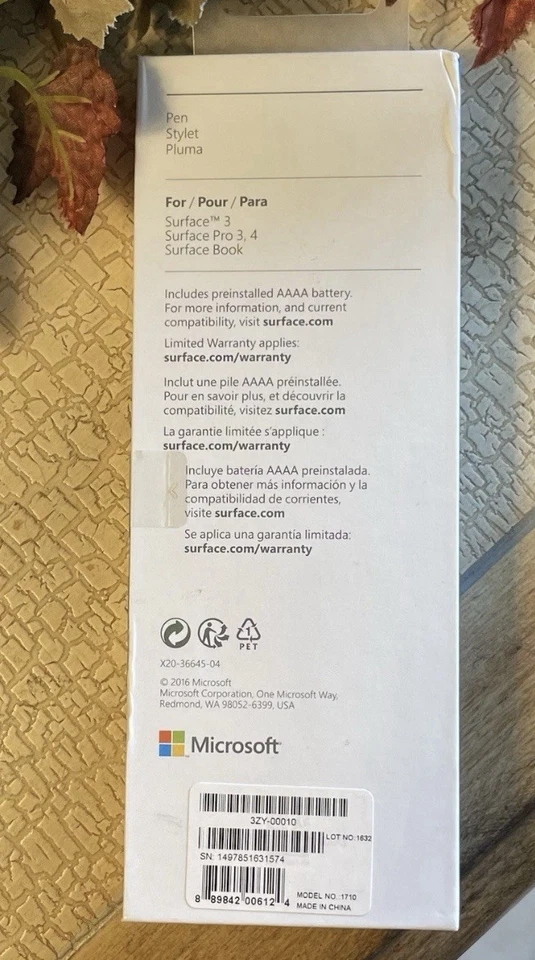 Pen
Stylet
Pluma
For / Pour / Para
Surface™ 3
Surface Pro 3, 4
Surface Book
Includes preinstalled AAAA battery.
For more information, and current
compatibility, visit surface.com
Limited Warranty applies:
surface.com/warranty
Inclut une pile AAAA préinstallée.
Pour en savoir plus, et découvrir la
compatibilité, visitez surface.com
La garantie limitée s'applique :
surface.com/warranty
Incluye batería AAAA preinstalada.
Para obtener más información y la
compatibilidad de corrientes,
visite surface.com
Se aplica una garantía limitada:
surface.com/warranty
1
PET
X20-36645-04
© 2016 Microsoft
Microsoft Corporation, One Microsoft Way,
Redmond, WA 98052-6399, USA
Microsoft
3ZY-00010
LOT NO:1632
SN: 1497851631574
8 89842 00612 4
MODEL NO.:1710
MADE IN CHINA